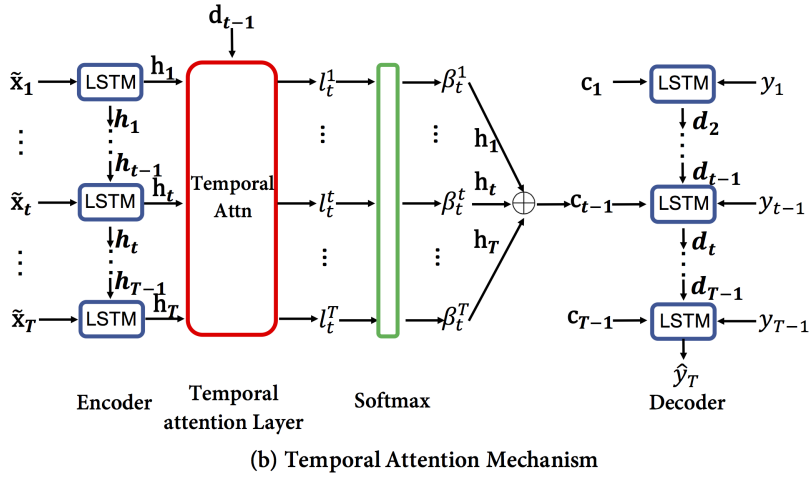 d_{t-1}
x̃_1 LSTM h_1 l_t^1 β_t^1 c_1 LSTM y_1
h_1 h_1 d_2
⋮ ⋮ ⋮ ⋮ ⋮
h_{t-1} Temporal h_t d_{t-1}
x̃_t LSTM h_t Attn l_t^t β_t^t c_{t-1} LSTM y_{t-1}
h_t h_T d_t
⋮ ⋮ ⋮ ⋮ ⋮
h_{T-1} d_{T-1}
x̃_T LSTM h_T l_t^T β_t^T c_{T-1} LSTM y_{T-1}
ŷ_T
Encoder Temporal Softmax Decoder
attention Layer
(b) Temporal Attention Mechanism